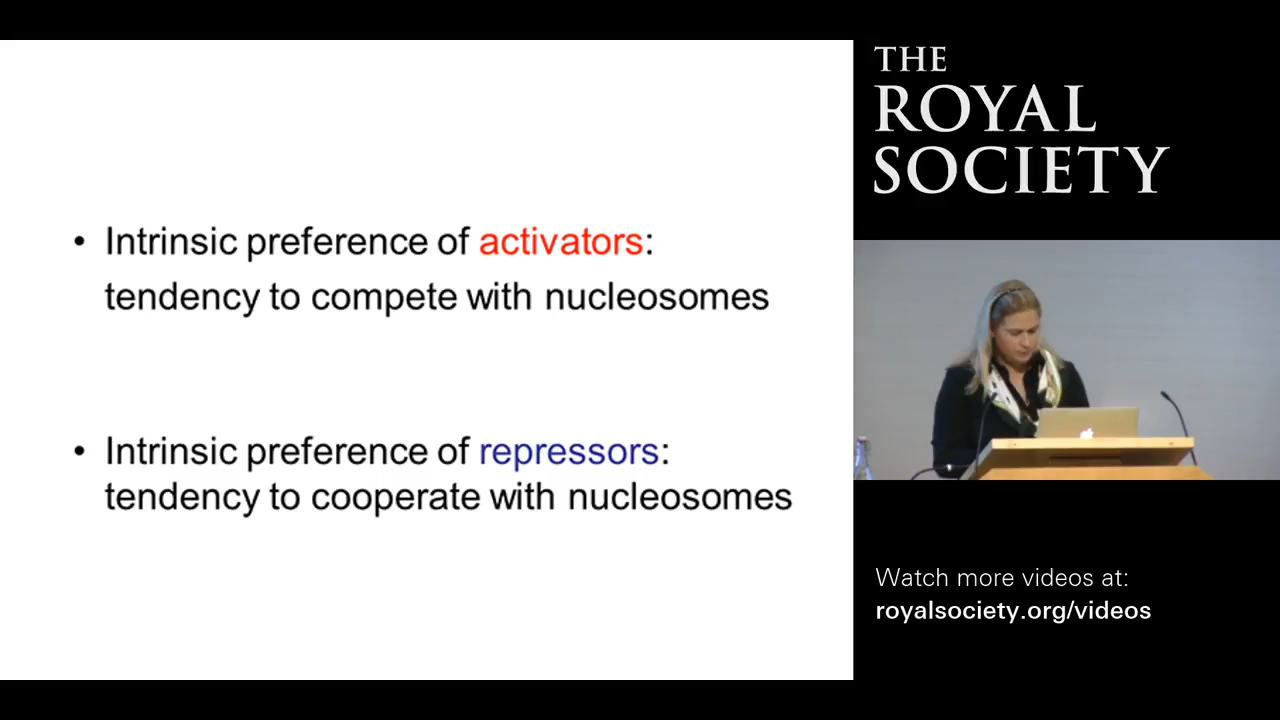 • Intrinsic preference of activators:
tendency to compete with nucleosomes
• Intrinsic preference of repressors:
tendency to cooperate with nucleosomes
THE
ROYAL
SOCIETY
Watch more videos at:
royalsociety.org/videos